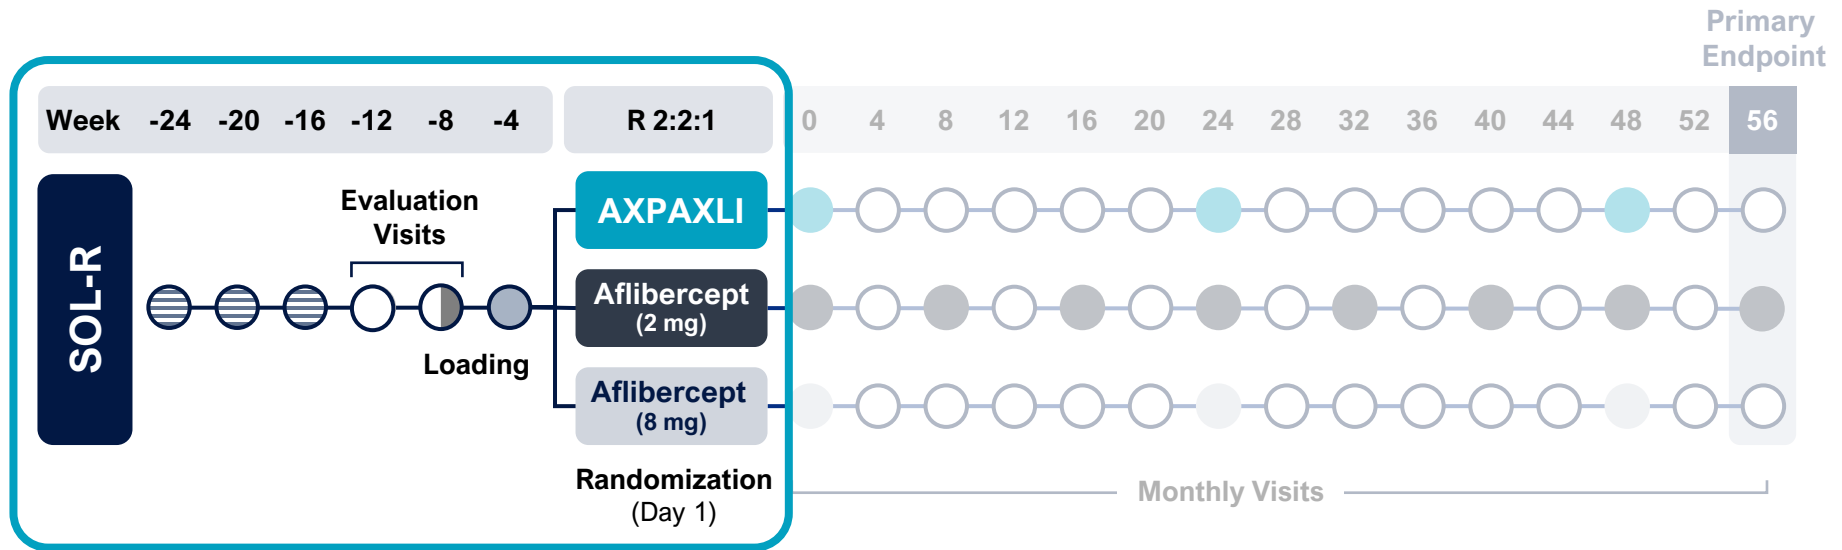 Primary
Endpoint
Week -24 -20 -16 -12 -8 -4 R 2:2:1 0 4 8 12 16 20 24 28 32 36 40 44 48 52 56
SOL-R
Evaluation
Visits
Loading
AXPAXLI
Aflibercept
(2 mg)
Aflibercept
(8 mg)
Randomization
(Day 1)
Monthly Visits